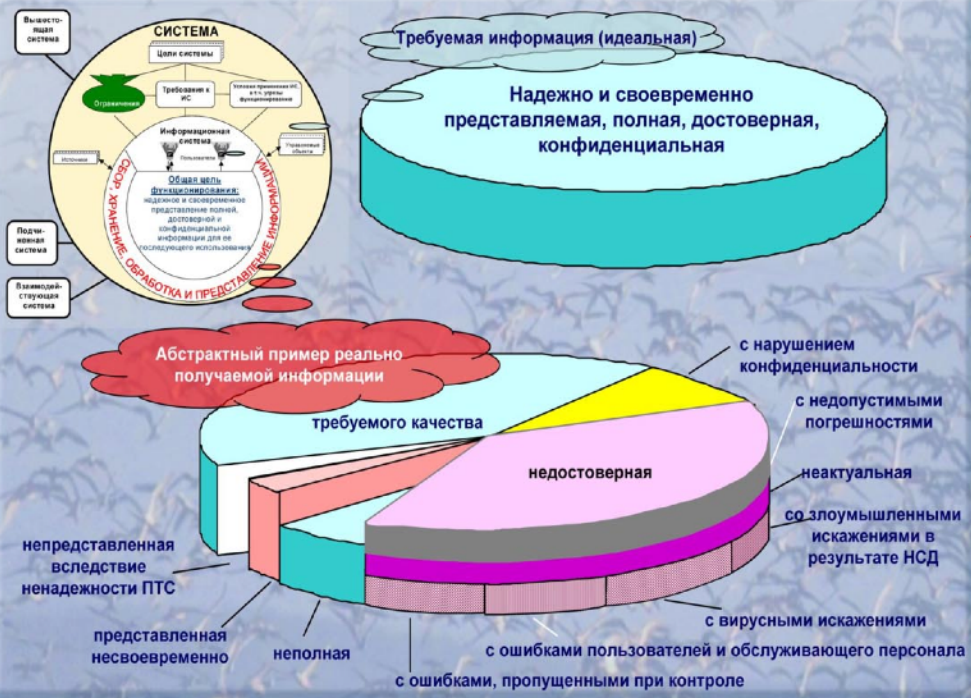 Вышесто-
ящая
система
СИСТЕМА
Цели системы
Ограничения
Требования к
ИС
Условия применения ИС,
в т.ч. угрозы
функционированию
Информационная
система
Пользователи
Источники
Управляемые
объекты
Общая цель
функционирования:
надежное и своевременное
представление полной,
достоверной и
конфиденциальной
информации для ее
последующего использования
СБОР, ХРАНЕНИЕ, ОБРАБОТКА И ПРЕДСТАВЛЕНИЕ ИНФОРМАЦИИ
Подчи-
ненная
система
Взаимодей-
ствующая
система
Требуемая информация (идеальная)
Надежно и своевременно
представляемая, полная, достоверная,
конфиденциальная
Абстрактный пример реально
получаемой информации
требуемого качества
с нарушением
конфиденциальности
с недопустимыми
погрешностями
недостоверная
неактуальная
со злоумышленными
искажениями в
результате НСД
непредставленная
вследствие
ненадежности ПТС
с вирусными искажениями
представленная
несвоевременно
неполная
с ошибками пользователей и обслуживающего персонала
с ошибками, пропущенными при контроле